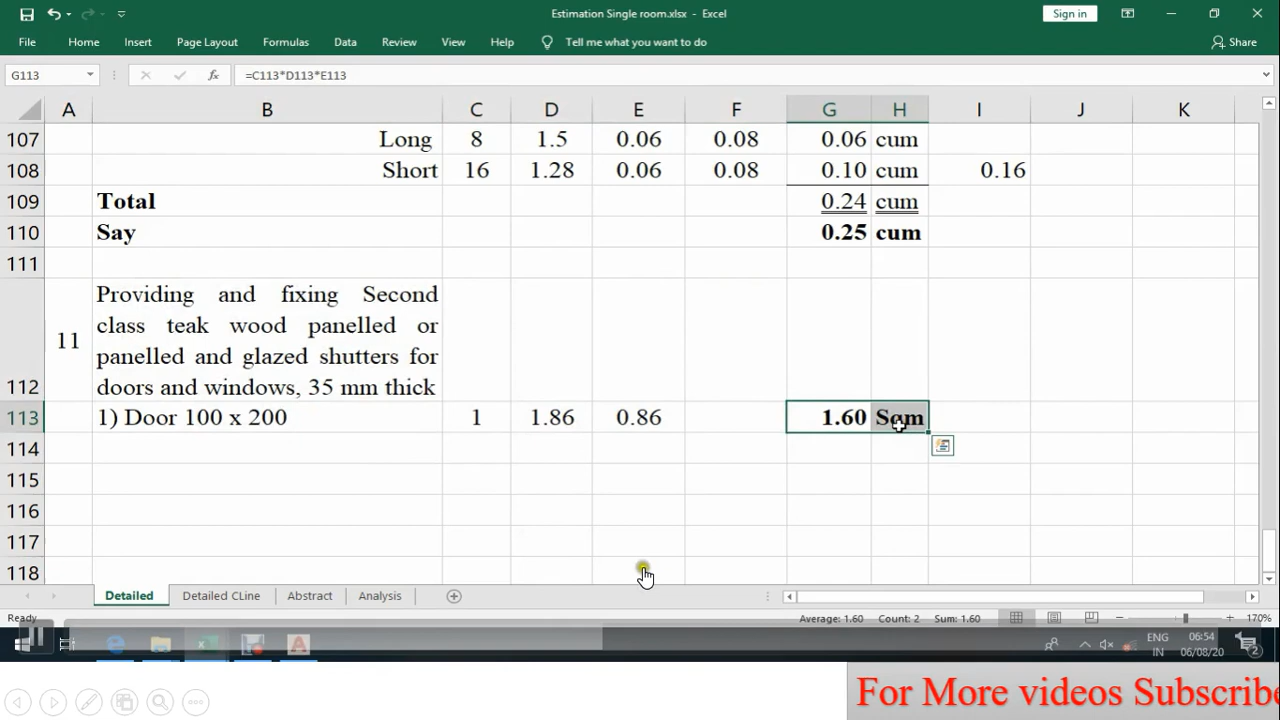 Estimation Single room.xlsx - Excel
Sign in
File Home Insert Page Layout Formulas Data Review View Help Tell me what you want to do Share
G113 fx =C113*D113*E113
A B C D E F G H I J K
107 Long 8 1.5 0.06 0.08 0.06 cum
108 Short 16 1.28 0.06 0.08 0.10 cum 0.16
109 Total 0.24 cum
110 Say 0.25 cum
111
Providing and fixing Second
class teak wood panelled or
11 panelled and glazed shutters for
112 doors and windows, 35 mm thick
113 1) Door 100 x 200 1 1.86 0.86 1.60 Sqm
114
115
116
117
118
Detailed Detailed CLine Abstract Analysis
Ready Average: 1.60 Count: 2 Sum: 1.60 170%
ENG 06:54
IN 06/08/20 2
For More videos Subscribe